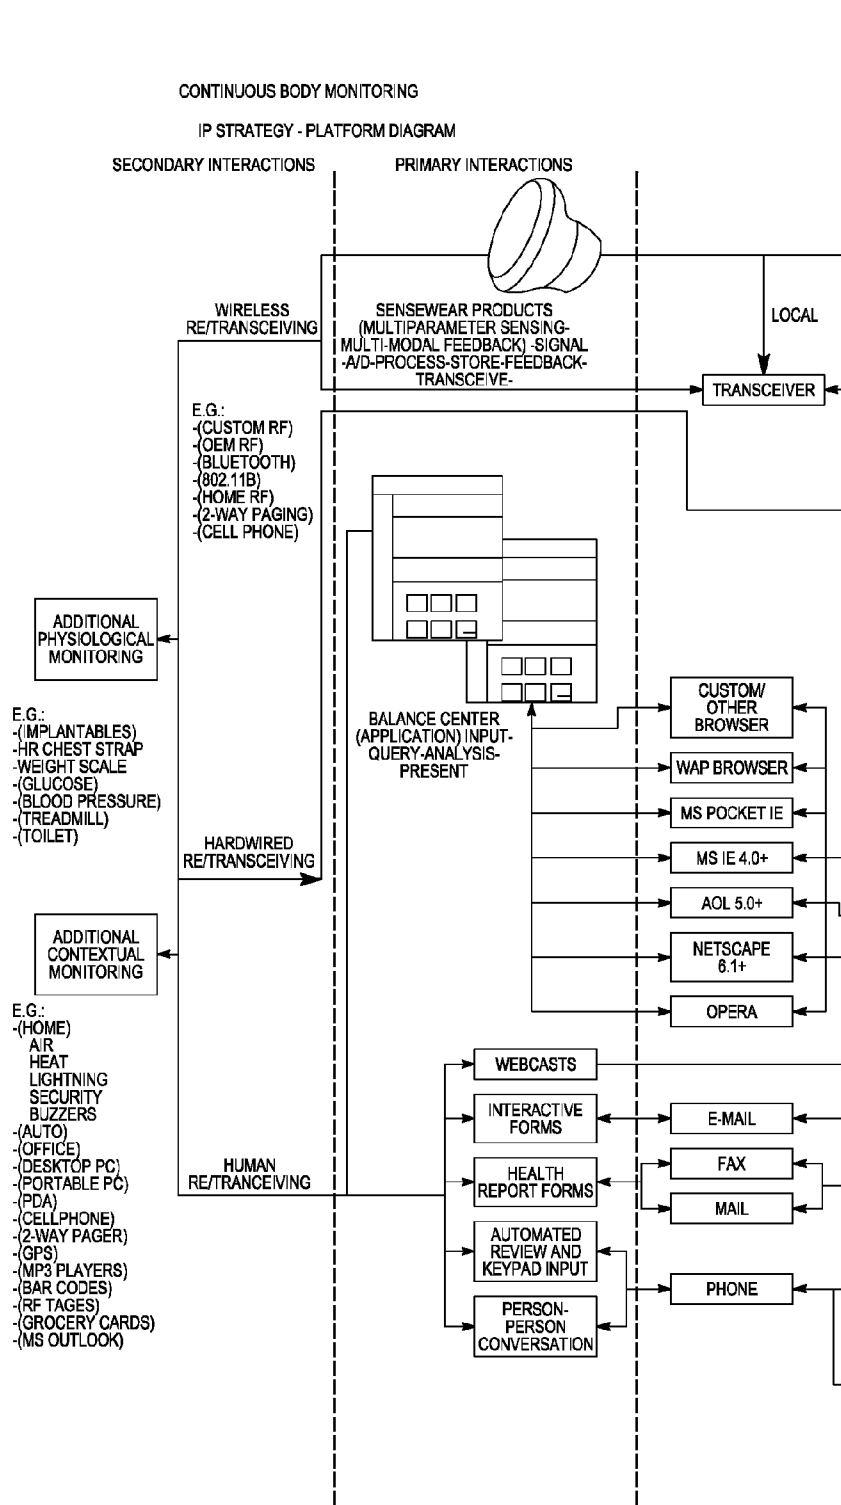 CONTINUOUS BODY MONITORING
IP STRATEGY - PLATFORM DIAGRAM
SECONDARY INTERACTIONS
PRIMARY INTERACTIONS
WIRELESS
RE/TRANSCEIVING
SENSEWEAR PRODUCTS
(MULTIPARAMETER SENSING-
MULTI-MODAL FEEDBACK) -SIGNAL
-A/D-PROCESS-STORE-FEEDBACK-
TRANSCEIVE-
LOCAL
TRANSCEIVER
E.G.:
-(CUSTOM RF)
-(OEM RF)
-(BLUETOOTH)
-(802.11B)
-(HOME RF)
-(2-WAY PAGING)
-(CELL PHONE)
ADDITIONAL
PHYSIOLOGICAL
MONITORING
E.G.:
-(IMPLANTABLES)
-HR CHEST STRAP
-WEIGHT SCALE
-(GLUCOSE)
-(BLOOD PRESSURE)
-(TREADMILL)
-(TOILET)
BALANCE CENTER
(APPLICATION) INPUT-
QUERY-ANALYSIS-
PRESENT
CUSTOM/
OTHER
BROWSER
WAP BROWSER
MS POCKET IE
MS IE 4.0+
AOL 5.0+
NETSCAPE
6.1+
OPERA
HARDWIRED
RE/TRANSCEIVING
ADDITIONAL
CONTEXTUAL
MONITORING
E.G.:
-(HOME)
AIR
HEAT
LIGHTNING
SECURITY
BUZZERS
-(AUTO)
-(OFFICE)
-(DESKTOP PC)
-(PORTABLE PC)
-(PDA)
-(CELLPHONE)
-(2-WAY PAGER)
-(GPS)
-(MP3 PLAYERS)
-(BAR CODES)
-(RF TAGES)
-(GROCERY CARDS)
-(MS OUTLOOK)
HUMAN
RE/TRANCEIVING
WEBCASTS
INTERACTIVE
FORMS
HEALTH
REPORT FORMS
AUTOMATED
REVIEW AND
KEYPAD INPUT
PERSON-
PERSON
CONVERSATION
E-MAIL
FAX
MAIL
PHONE